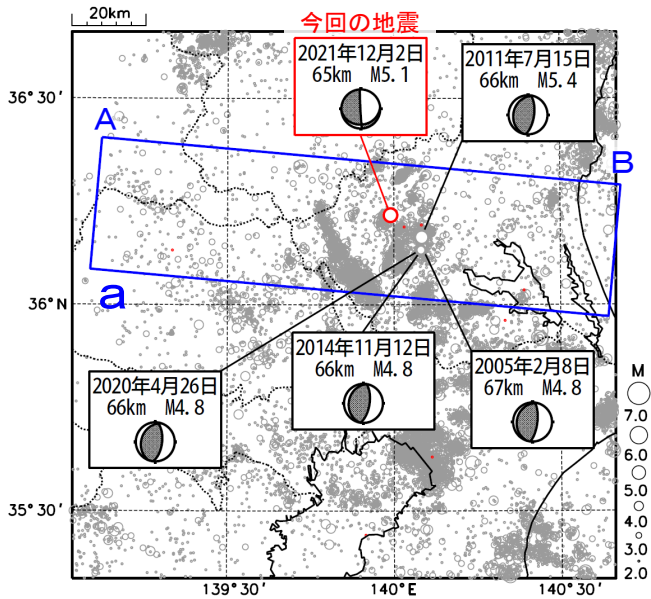 20km
今回の地震
2021年12月2日
65km M5.1
2011年7月15日
66km M5.4
36°30′
A
B
a
36°N
2014年11月12日
66km M4.8
2020年4月26日
66km M4.8
2005年2月8日
67km M4.8
M
7.0
6.0
5.0
4.0
3.0
2.0
35°30′
139°30′
140°E
140°30′